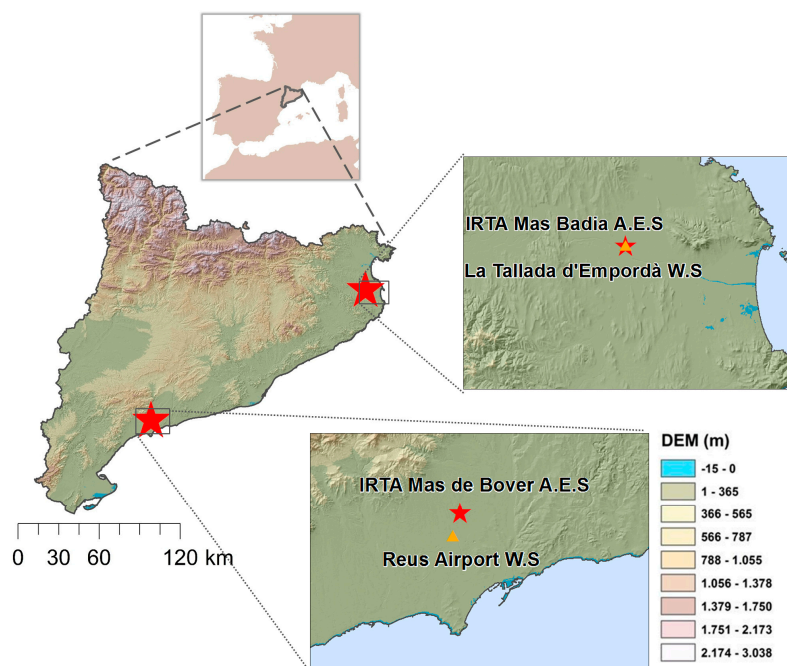 IRTA Mas Badia A.E.S
La Tallada d'Empordà W.S
IRTA Mas de Bover A.E.S
Reus Airport W.S
DEM (m)
-15 - 0
1 - 365
366 - 565
566 - 787
788 - 1.055
1.056 - 1.378
1.379 - 1.750
1.751 - 2.173
2.174 - 3.038
0 30 60 120 km